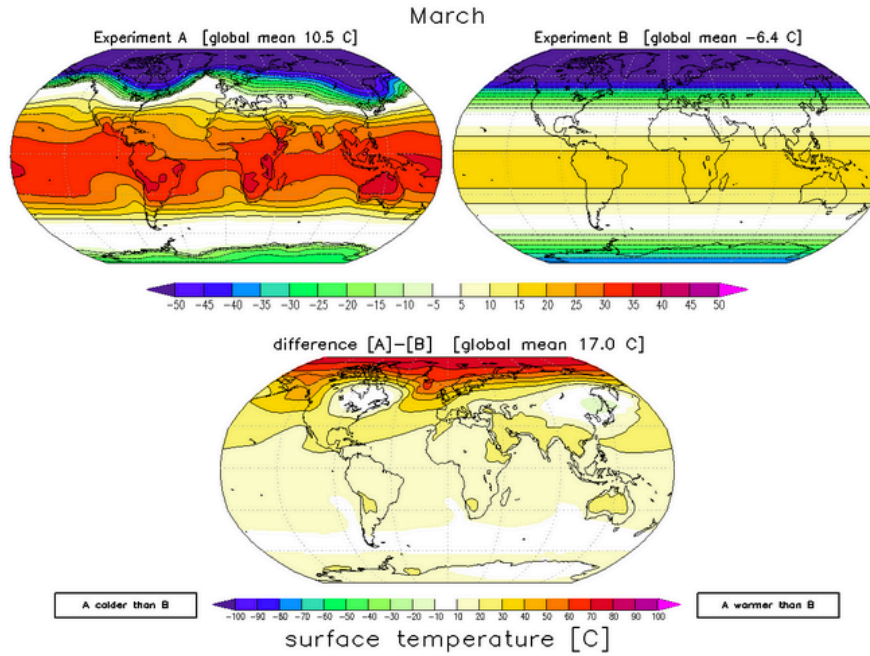 March
Experiment A [global mean 10.5 C]
Experiment B [global mean -6.4 C]
-50 -45 -40 -35 -30 -25 -20 -15 -10 -5 5 10 15 20 25 30 35 40 45 50
difference [A]-[B] [global mean 17.0 C]
A colder than B
-100 -90 -80 -70 -60 -50 -40 -30 -20 -10 10 20 30 40 50 60 70 80 90 100
A warmer than B
surface temperature [C]